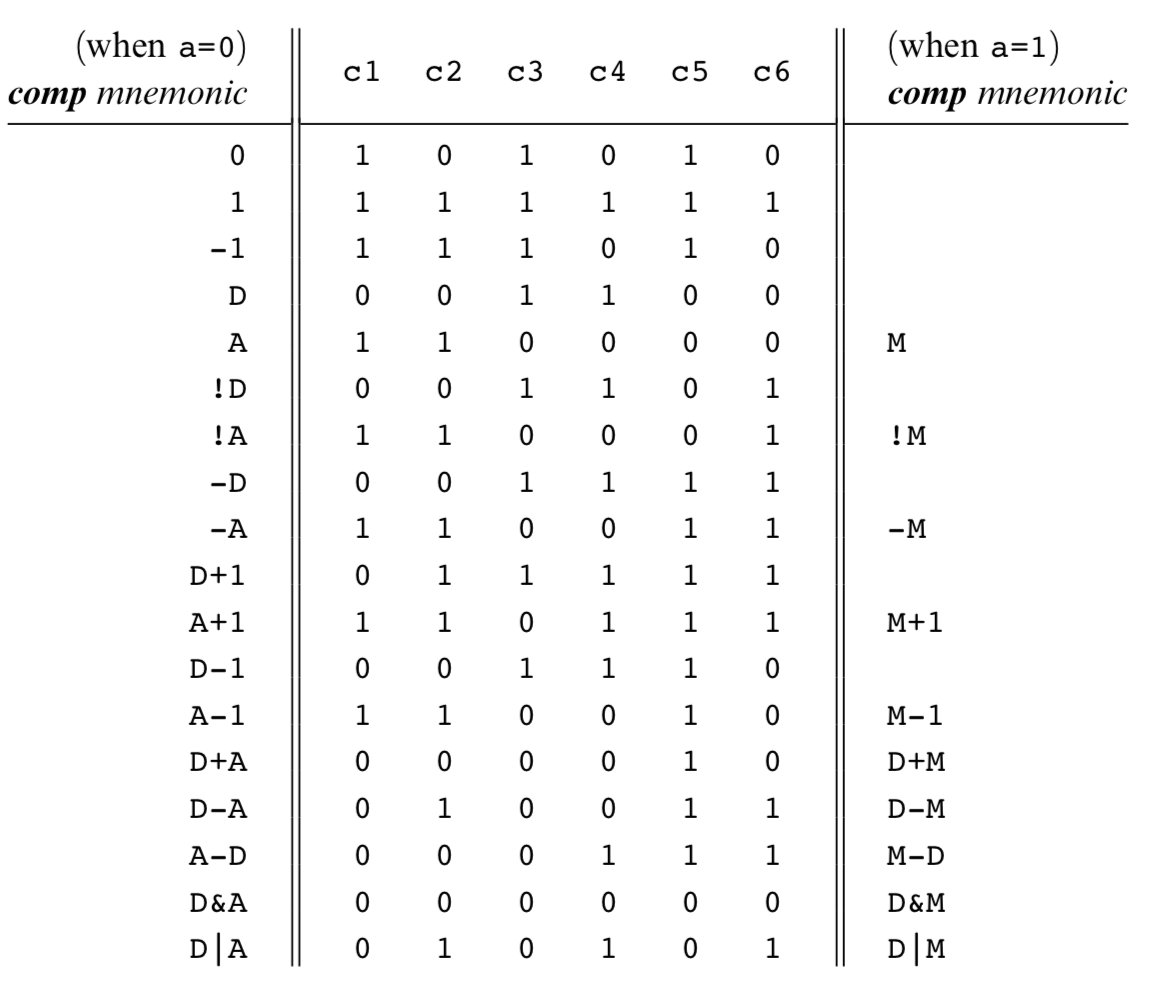 (when a=0) (when a=1)
c1 c2 c3 c4 c5 c6
comp mnemonic comp mnemonic
0 1 0 1 0 1 0
1 1 1 1 1 1 1
-1 1 1 1 0 1 0
D 0 0 1 1 0 0
A 1 1 0 0 0 0 M
!D 0 0 1 1 0 1
!A 1 1 0 0 0 1 !M
-D 0 0 1 1 1 1
-A 1 1 0 0 1 1 -M
D+1 0 1 1 1 1 1
A+1 1 1 0 1 1 1 M+1
D-1 0 0 1 1 1 0
A-1 1 1 0 0 1 0 M-1
D+A 0 0 0 0 1 0 D+M
D-A 0 1 0 0 1 1 D-M
A-D 0 0 0 1 1 1 M-D
D&A 0 0 0 0 0 0 D&M
D|A 0 1 0 1 0 1 D|M